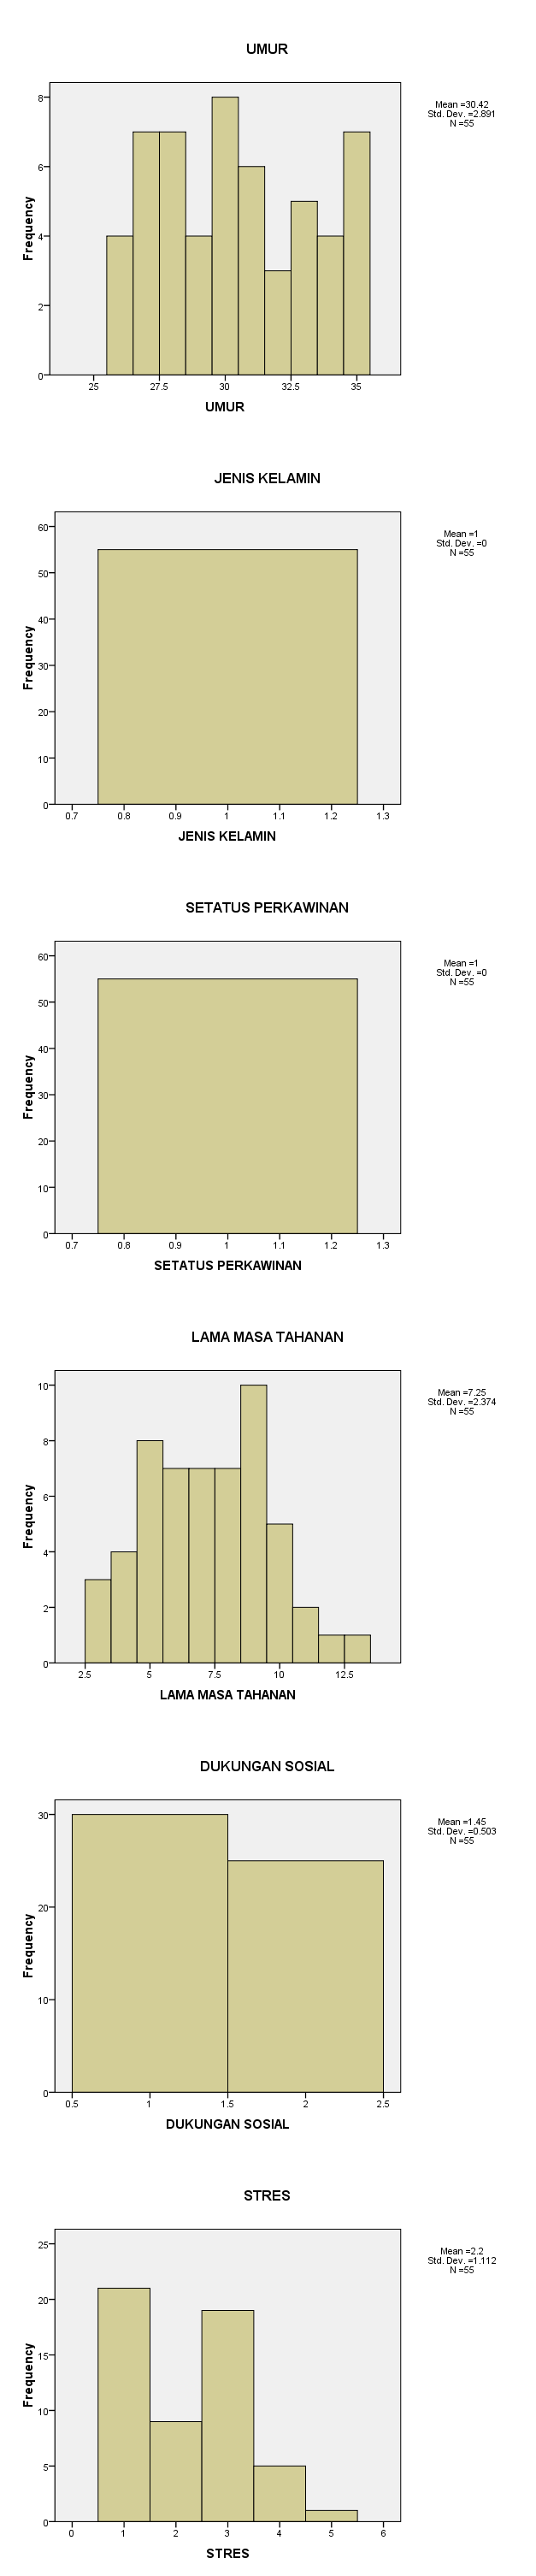 UMUR
Mean =30.42
Std. Dev. =2.891
N =55
8
6
4
2
0
Frequency
25 27.5 30 32.5 35
UMUR
JENIS KELAMIN
Mean =1
Std. Dev. =0
N =55
60
50
40
30
20
10
0
Frequency
0.7 0.8 0.9 1 1.1 1.2 1.3
JENIS KELAMIN
SETATUS PERKAWINAN
Mean =1
Std. Dev. =0
N =55
60
50
40
30
20
10
0
Frequency
0.7 0.8 0.9 1 1.1 1.2 1.3
SETATUS PERKAWINAN
LAMA MASA TAHANAN
Mean =7.25
Std. Dev. =2.374
N =55
10
8
6
4
2
0
Frequency
2.5 5 7.5 10 12.5
LAMA MASA TAHANAN
DUKUNGAN SOSIAL
Mean =1.45
Std. Dev. =0.503
N =55
30
20
10
0
Frequency
0.5 1 1.5 2 2.5
DUKUNGAN SOSIAL
STRES
Mean =2.2
Std. Dev. =1.112
N =55
25
20
15
10
5
0
Frequency
0 1 2 3 4 5 6
STRES